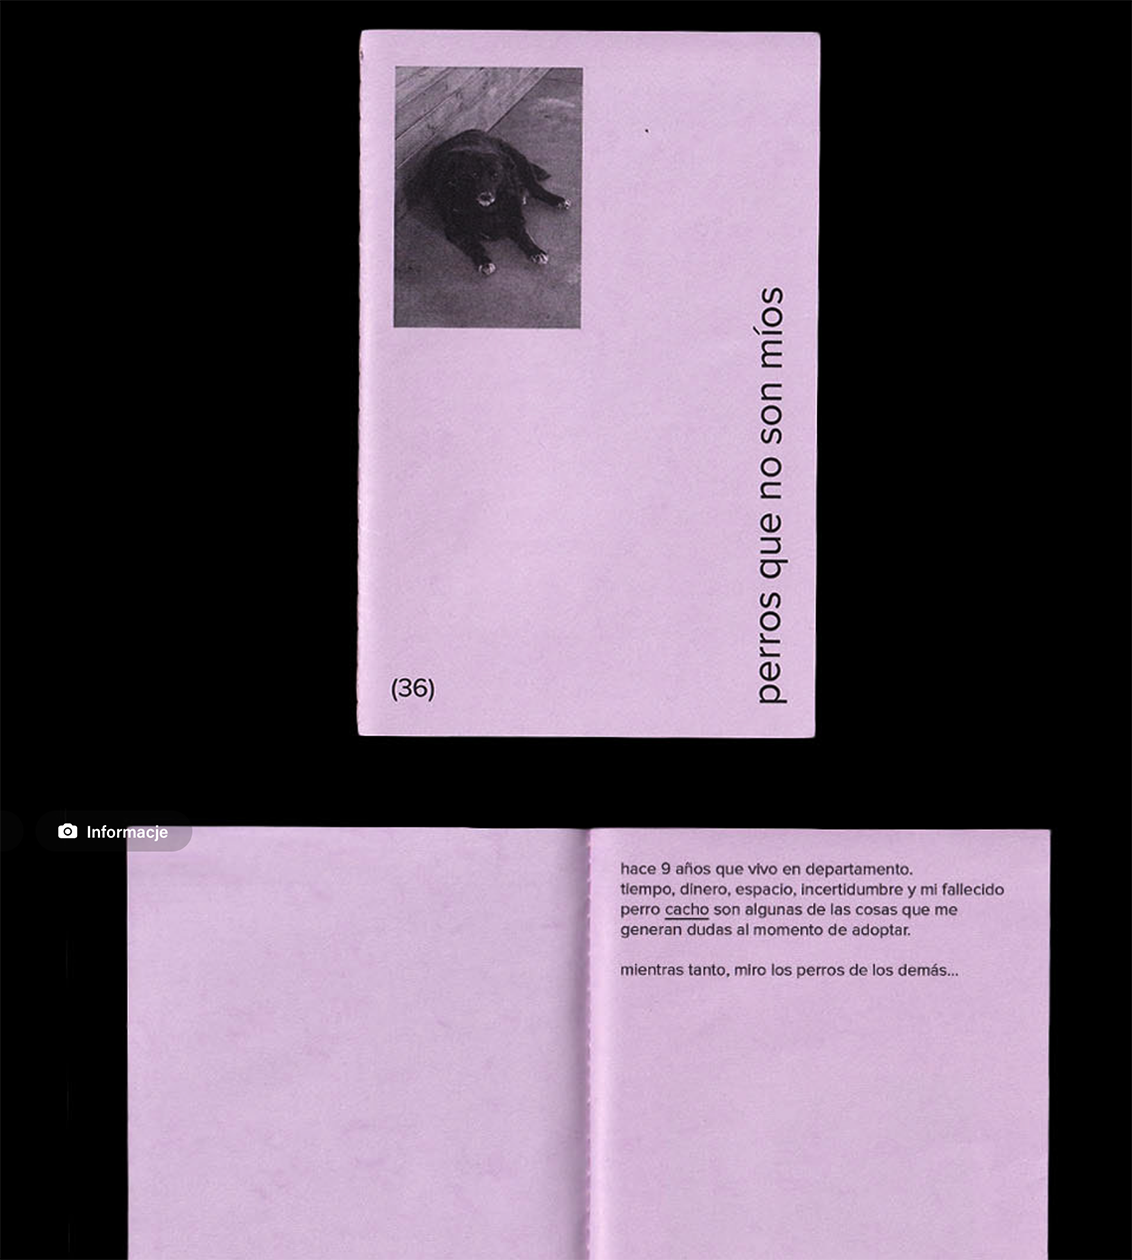 perros que no son míos
(36)
Informacje
hace 9 años que vivo en departamento.
tiempo, dinero, espacio, incertidumbre y mi fallecido
perro cacho son algunas de las cosas que me
generan dudas al momento de adoptar.
mientras tanto, miro los perros de los demás...